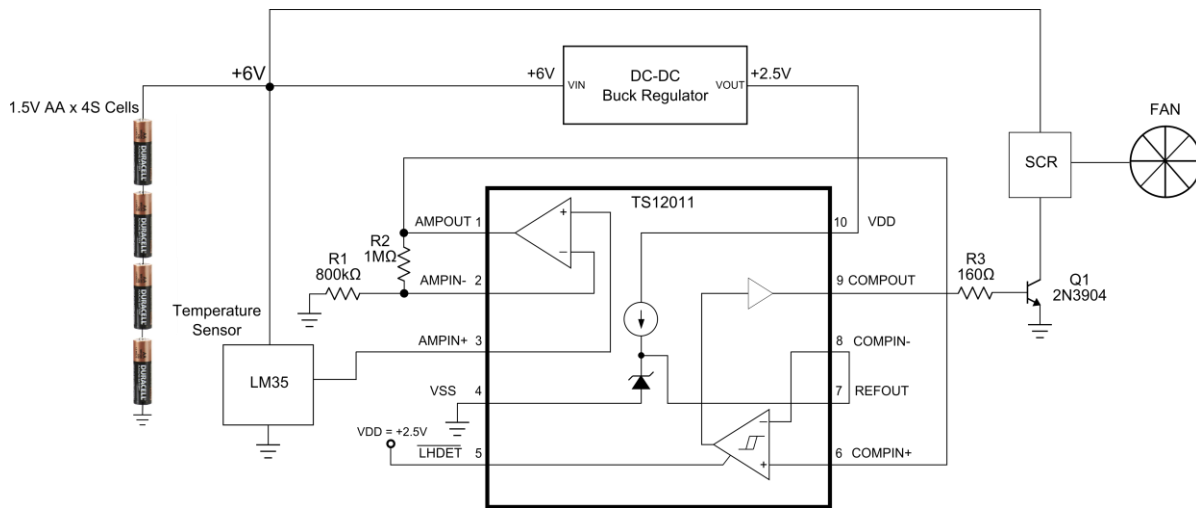 +6V
+6V
VIN
DC-DC
Buck Regulator
VOUT
+2.5V
1.5V AA x 4S Cells
DURACELL
DURACELL
DURACELL
DURACELL
FAN
SCR
TS12011
AMPOUT 1
+
−
10 VDD
R2
1MΩ
R1
800kΩ
AMPIN- 2
9 COMPOUT
R3
160Ω
Q1
2N3904
Temperature
Sensor
LM35
AMPIN+ 3
8 COMPIN-
VSS 4
7 REFOUT
VDD = +2.5V
LHDET 5
−
+
6 COMPIN+